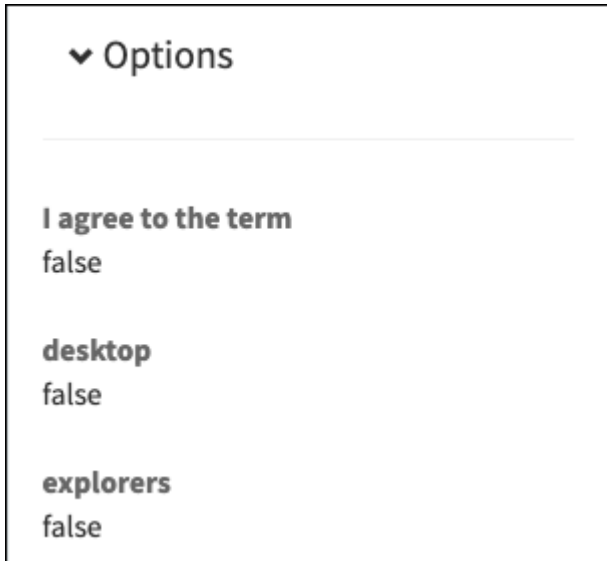 Options
I agree to the term
false
desktop
false
explorers
false